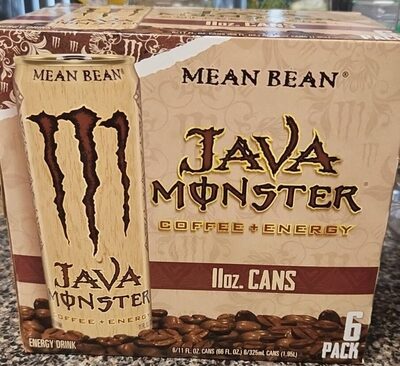 MEAN BEAN®
JAVA
MONSTER
COFFEE + ENERGY
ENERGY DRINK
MEAN BEAN®
JAVA
MONSTER®
COFFEE + ENERGY
11oz. CANS
6
PACK
6/11 FL. OZ. CANS (66 FL. OZ.) 6/325mL CANS (1.95L)